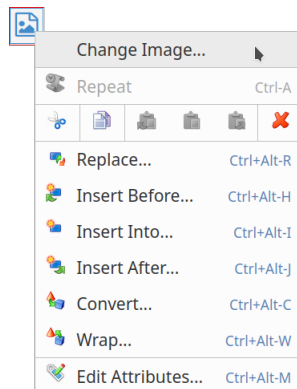 Change Image...
Repeat Ctrl-A
Replace... Ctrl+Alt-R
Insert Before... Ctrl+Alt-H
Insert Into... Ctrl+Alt-I
Insert After... Ctrl+Alt-J
Convert... Ctrl+Alt-C
Wrap... Ctrl+Alt-W
Edit Attributes... Ctrl+Alt-M